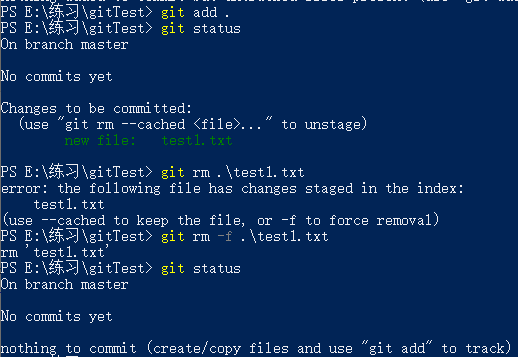 PS E:\练习\gitTest> git add .
PS E:\练习\gitTest> git status
On branch master
No commits yet
Changes to be committed:
(use "git rm --cached <file>..." to unstage)
new file: test1.txt
PS E:\练习\gitTest> git rm .\test1.txt
error: the following file has changes staged in the index:
test1.txt
(use --cached to keep the file, or -f to force removal)
PS E:\练习\gitTest> git rm -f .\test1.txt
rm 'test1.txt'
PS E:\练习\gitTest> git status
On branch master
No commits yet
nothing to commit (create/copy files and use "git add" to track)